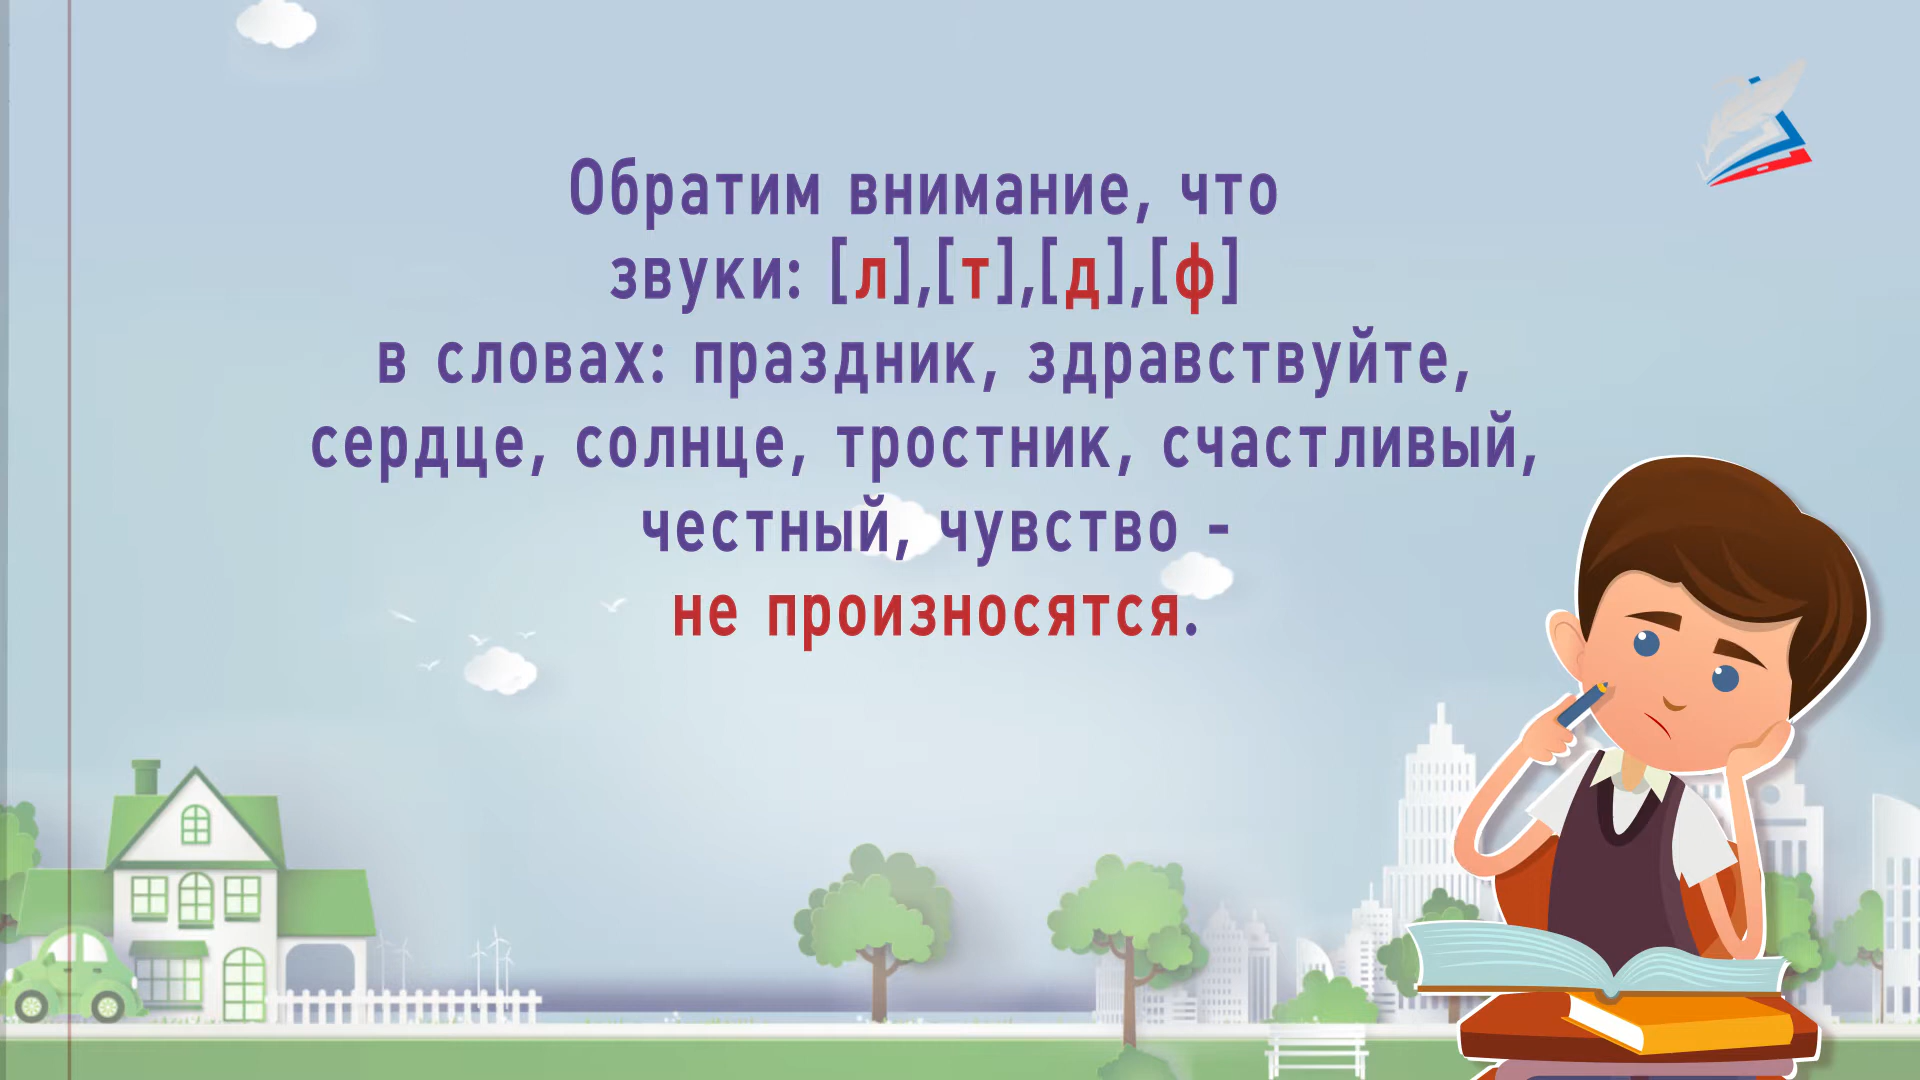 Обратим внимание, что
звуки: [л],[т],[д],[ф]
в словах: праздник, здравствуйте,
сердце, солнце, тростник, счастливый,
честный, чувство -
не произносятся.